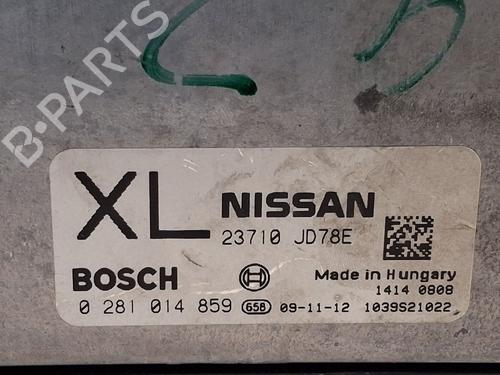 B-PARTS
XL NISSAN
23710 JD78E
BOSCH
Made in Hungary
1414 0808
0 281 014 859 G5B 09-11-12 1039S21022